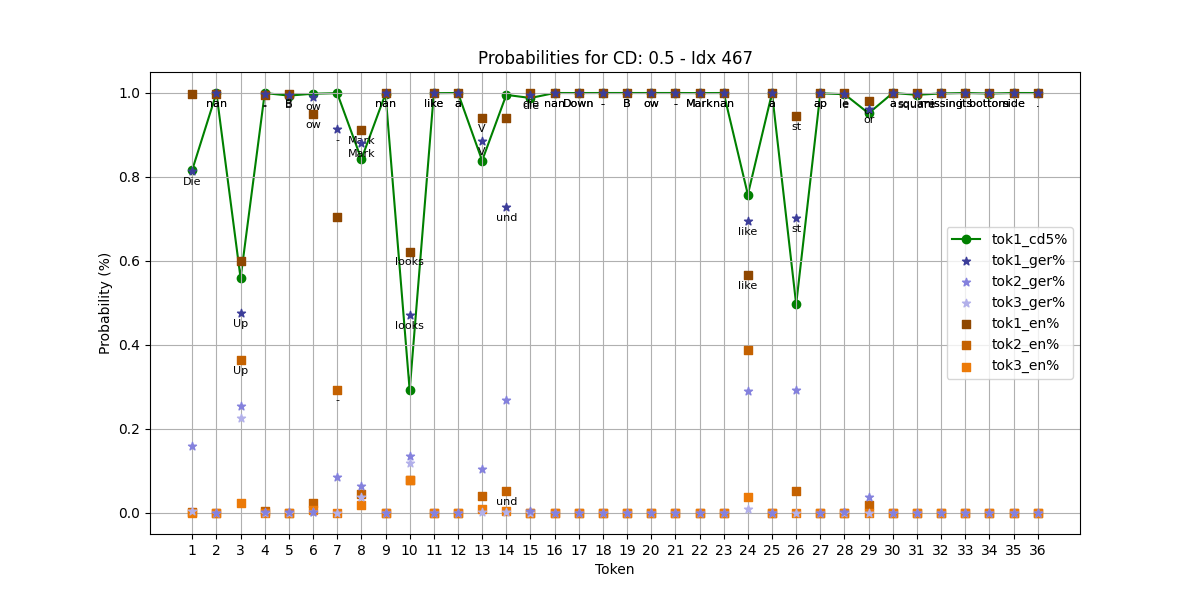 Probabilities for CD: 0.5 - Idx 467
Probability (%)
1.0
0.8
0.6
0.4
0.2
0.0
nan - B ow nan like a nan Down - B ow - Mark nan a ap le a square missing its bottom side .
ow
Die
Up
Up
-
-
Mark
Mark
looks
looks
V
V
und
und
die
like
like
st
st
or
tok1_cd5%
tok1_ger%
tok2_ger%
tok3_ger%
tok1_en%
tok2_en%
tok3_en%
1 2 3 4 5 6 7 8 9 10 11 12 13 14 15 16 17 18 19 20 21 22 23 24 25 26 27 28 29 30 31 32 33 34 35 36
Token